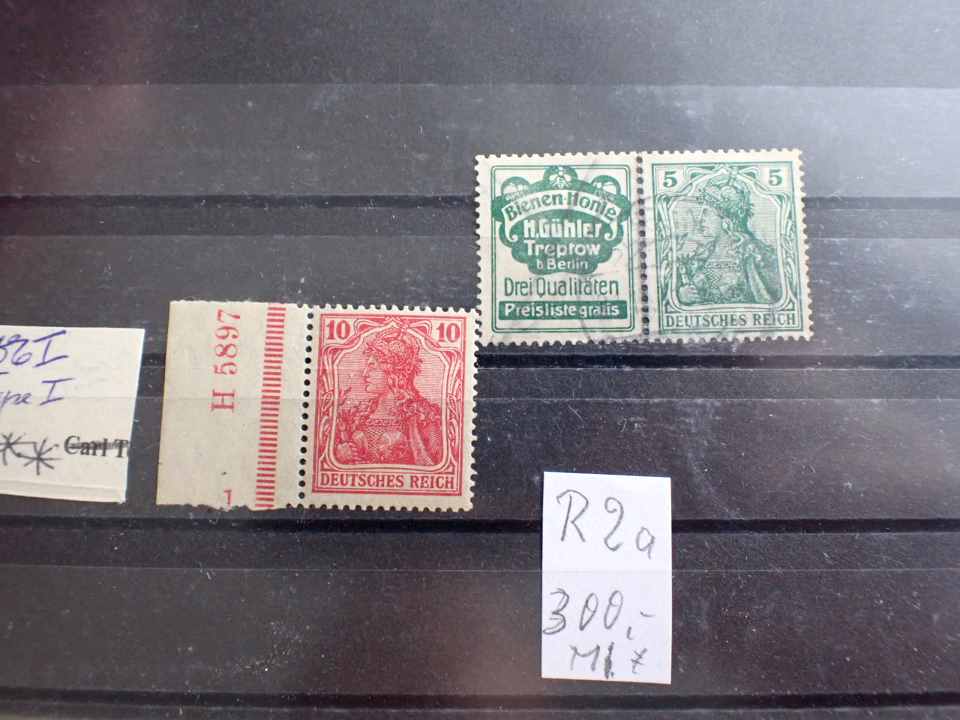 Bienen-Honig
H. Gühler
Treptow
b. Berlin
Drei Qualitäten
Preisliste gratis
5 5
DEUTSCHES REICH
H 5897
1
10 10
DEUTSCHES REICH
Carl T
R 2a
300,-